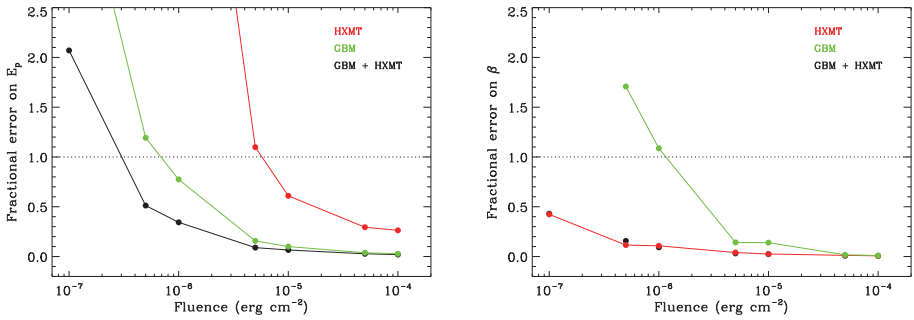 Fractional error on Eₚ
2.5
2.0
1.5
1.0
0.5
0.0
HXMT
GBM
GBM + HXMT
10⁻⁷
10⁻⁶
10⁻⁵
10⁻⁴
Fluence (erg cm⁻²)
Fractional error on β
2.5
2.0
1.5
1.0
0.5
0.0
HXMT
GBM
GBM + HXMT
10⁻⁷
10⁻⁶
10⁻⁵
10⁻⁴
Fluence (erg cm⁻²)